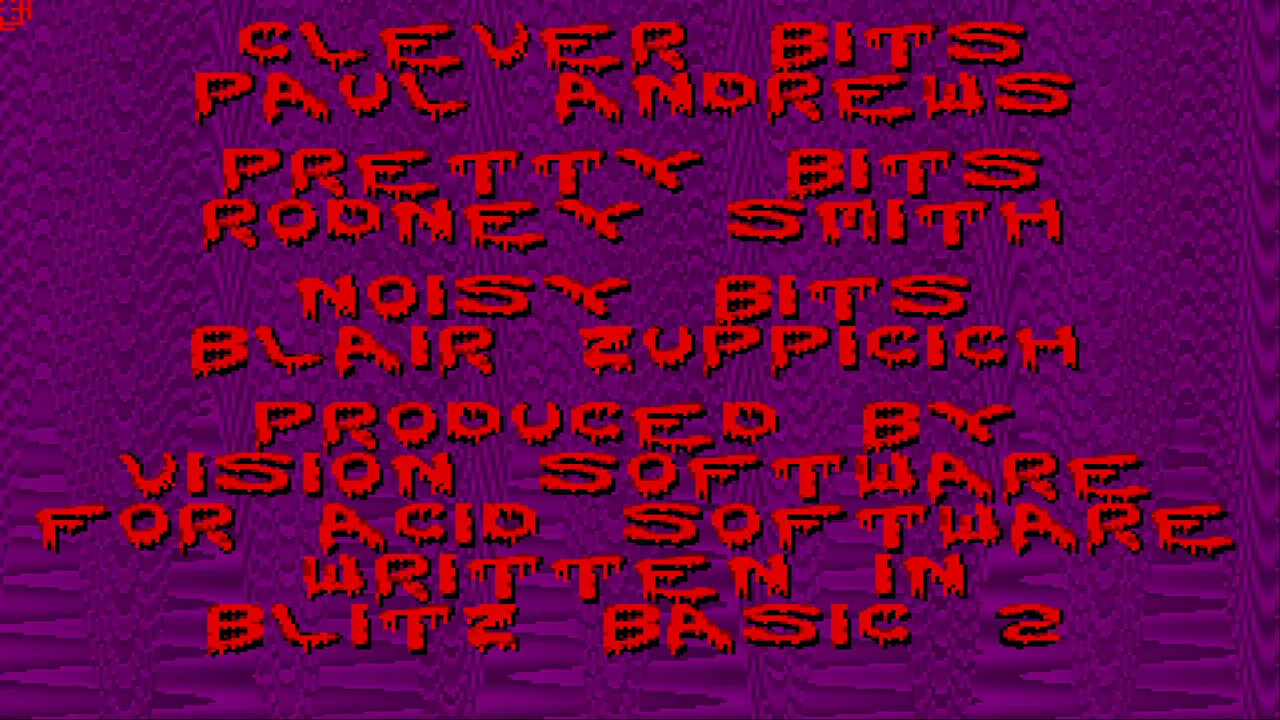 CLEVER BITS
PAUL ANDREWS
PRETTY BITS
RODNEY SMITH
NOISY BITS
BLAIR ZUPPICICH
PRODUCED BY
VISION SOFTWARE
FOR ACID SOFTWARE
WRITTEN IN
BLITZ BASIC 2